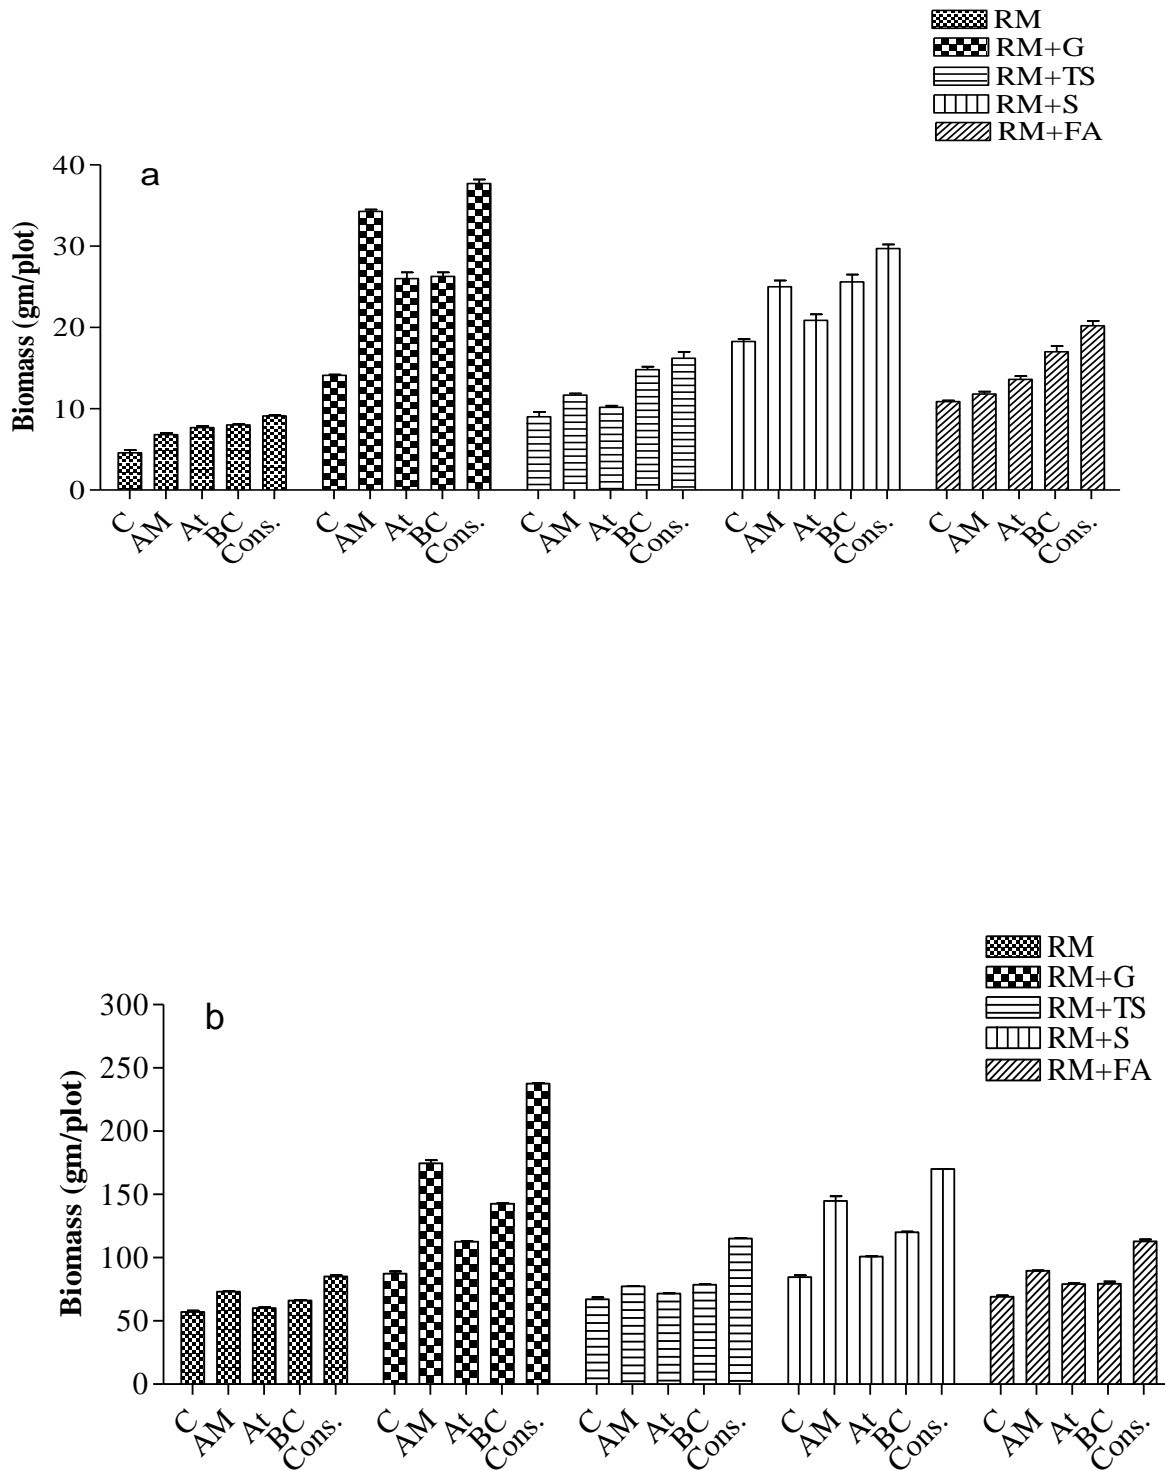 RM
RM+G
RM+TS
RM+S
RM+FA
a
Biomass (gm/plot)
40
30
20
10
0
C AM At BC Cons. C AM At BC Cons. C AM At BC Cons. C AM At BC Cons. C AM At BC Cons.
RM
RM+G
RM+TS
RM+S
RM+FA
b
Biomass (gm/plot)
300
250
200
150
100
50
0
C AM At BC Cons. C AM At BC Cons. C AM At BC Cons. C AM At BC Cons. C AM At BC Cons.